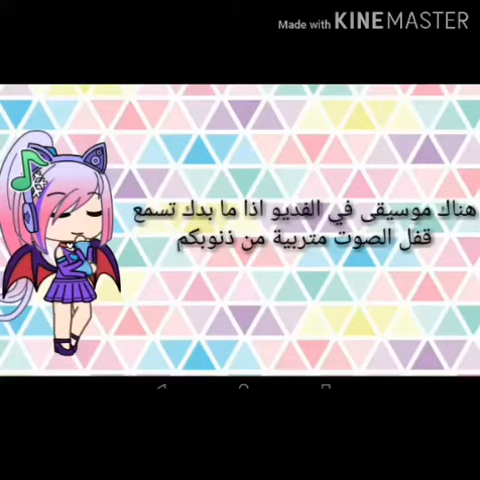 Made with KINEMASTER
هناك موسيقى في الفديو اذا ما بدك تسمع
قفل الصوت متربية من ذنوبكم